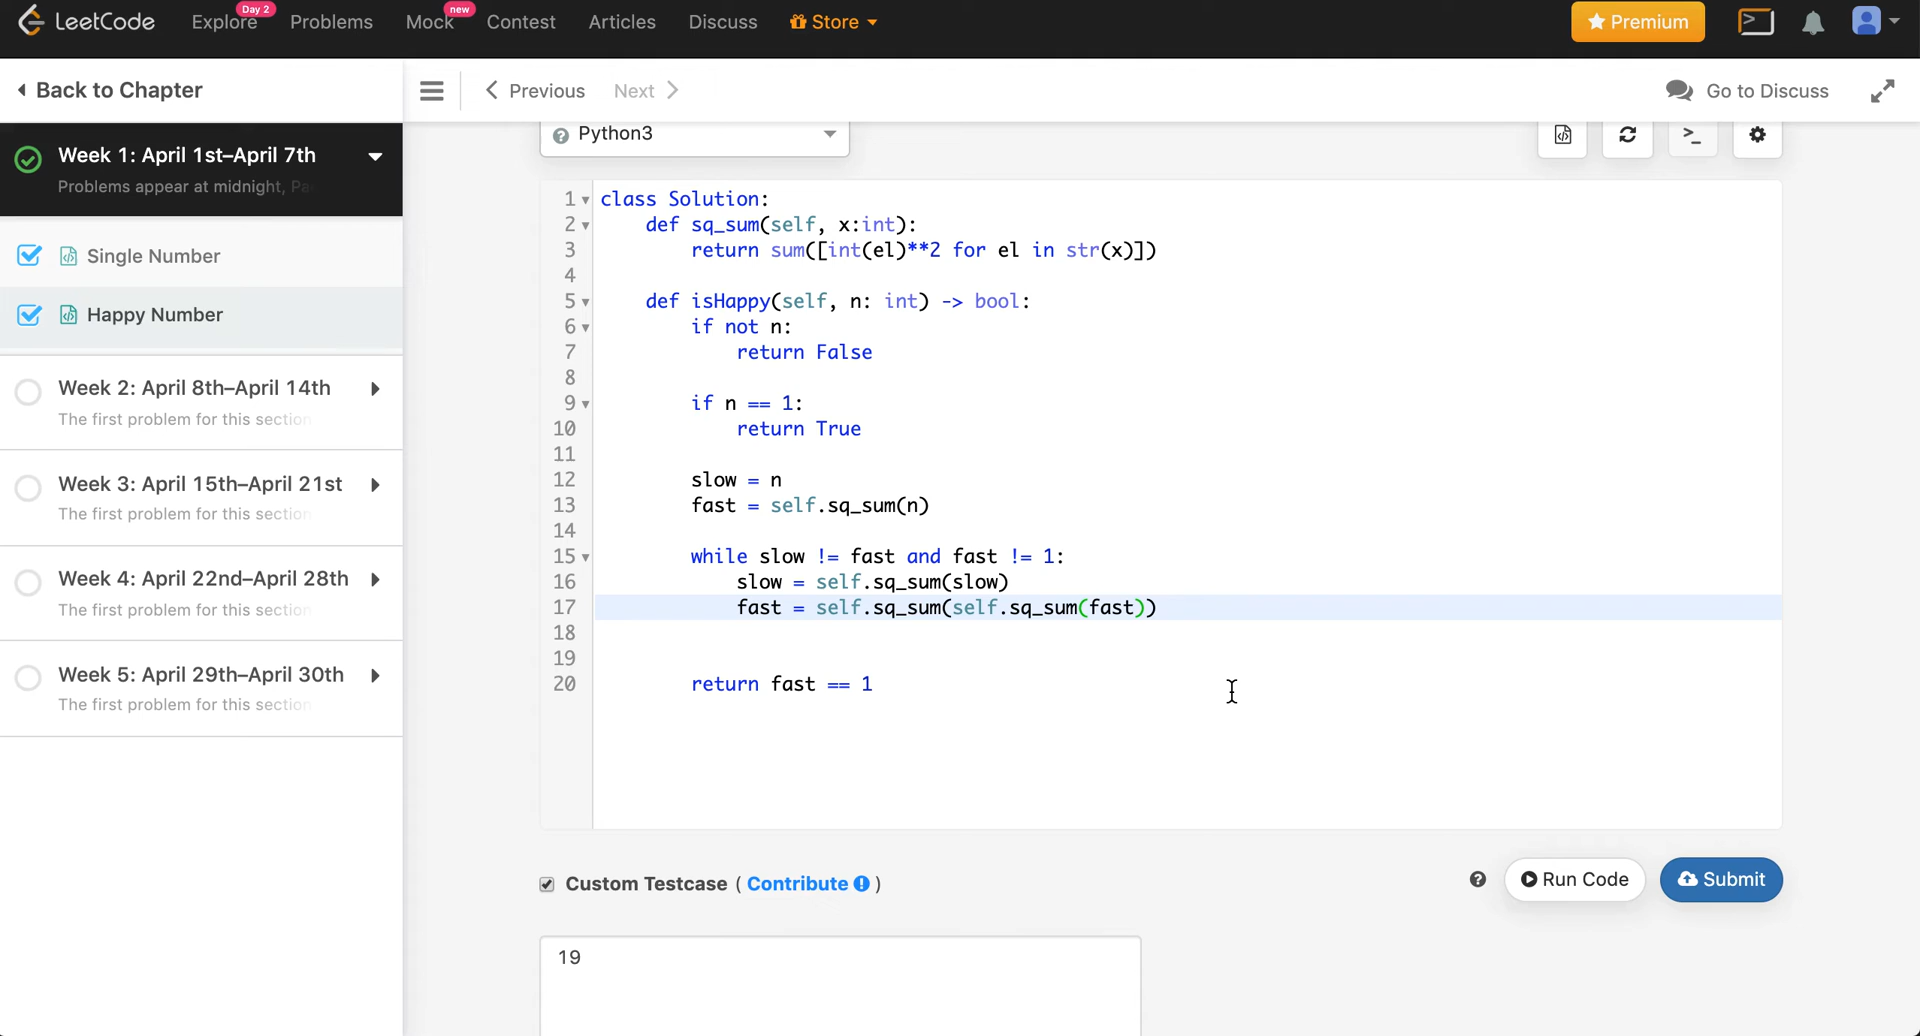 LeetCode
Explore Day 2 Problems Mock new Contest Articles Discuss Store Premium
Back to Chapter
Week 1: April 1st–April 7th
Problems appear at midnight,
Single Number
Happy Number
Week 2: April 8th–April 14th
The first problem for this section
Week 3: April 15th–April 21st
The first problem for this section
Week 4: April 22nd–April 28th
The first problem for this section
Week 5: April 29th–April 30th
The first problem for this section
Previous Next Go to Discuss
Python3
1 class Solution:
2     def sq_sum(self, x:int):
3         return sum([int(el)**2 for el in str(x)])
4
5     def isHappy(self, n: int) -> bool:
6         if not n:
7             return False
8
9         if n == 1:
10             return True
11
12         slow = n
13         fast = self.sq_sum(n)
14
15         while slow != fast and fast != 1:
16             slow = self.sq_sum(slow)
17             fast = self.sq_sum(self.sq_sum(fast))
18
19
20         return fast == 1
Custom Testcase ( Contribute )
Run Code Submit
19